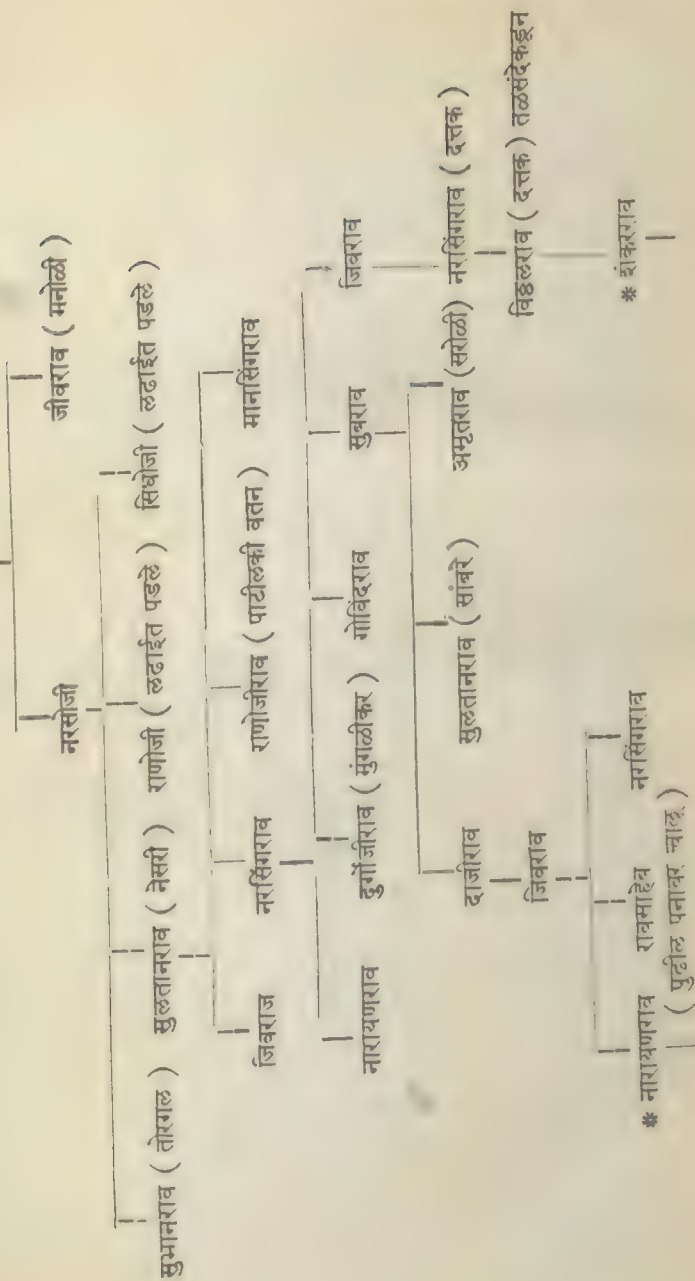 नरसोजी जीवराव ( मनोळी )
सुभानराव ( तोरगल ) सुलतानराव ( नेसरी ) राणोजी ( लढाईत पडले ) सिधोजी ( लढाईत पडले )
जिवराज नरसिंगराव राणोजीराव ( पाटीलकी वतन ) मानसिंगराव
नारायणराव दुर्गोजीराव ( मुंगळीकर ) गोविंदराव सुबराव जिवराव
दाजीराव सुलतानराव ( सांबरे ) अमृतराव (सरोळी) नरसिंगराव ( दत्तक )
जिवराव विठ्ठलराव ( दत्तक ) तळसंदेकडून
* नारायणराव रावसाहेब नरसिंगराव * शंकरराव
( पुढील पनावर चालू )